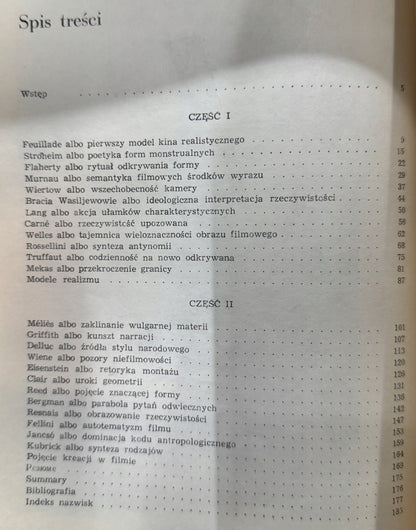 Spis treści
Wstęp . . . 5
CZĘŚĆ I
Feuillade albo pierwszy model kina realistycznego . . . 9
Stroheim albo poetyka form monstrualnych . . . 15
Flaherty albo rytuał odkrywania formy . . . 22
Murnau albo semantyka filmowych środków wyrazu . . . 29
Wiertow albo wszechobecność kamery . . . 37
Bracia Wasiljewowie albo ideologiczna interpretacja rzeczywistości . . . 44
Lang albo akcja ułamków charakterystycznych . . . 50
Carné albo rzeczywistość upozowana . . . 56
Welles albo tajemnica wieloznaczności obrazu filmowego . . . 62
Rossellini albo synteza antynomii . . . 68
Truffaut albo codzienność na nowo odkrywana . . . 75
Mekas albo przekroczenie granicy . . . 81
Modele realizmu . . . 87
CZĘŚĆ II
Méliès albo zaklinanie wulgarnej materii . . . 101
Griffith albo kunszt narracji . . . 107
Delluc albo źródła stylu narodowego . . . 113
Wiene albo pozory niefilmowości . . . 120
Eisenstein albo retoryka montażu . . . 126
Clair albo uroki geometrii . . . 131
Reed albo pojęcie znaczącej formy . . . 136
Bergman albo parabola pytań odwiecznych . . . 142
Resnais albo obrazowanie rzeczywistości . . . 147
Fellini albo autotematyzm filmu . . . 153
Jancsó albo dominacja kodu antropologicznego . . . 159
Kubrick albo synteza rodzajów . . . 164
Pojęcie kreacji w filmie . . . 169
Резюме . . . 175
Summary . . . 176
Bibliografia . . . 177
Indeks nazwisk . . . 185